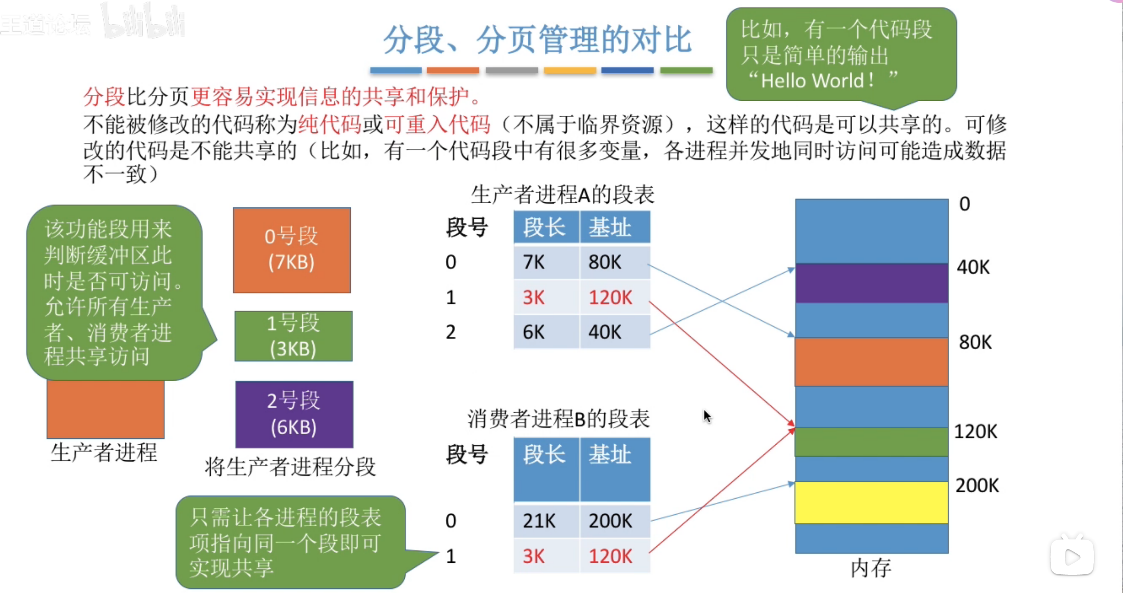 王道论坛 bilibili
分段、分页管理的对比
比如，有一个代码段
只是简单的输出
“Hello World！”
分段比分页更容易实现信息的共享和保护。
不能被修改的代码称为纯代码或可重入代码（不属于临界资源），这样的代码是可以共享的。可修
改的代码是不能共享的（比如，有一个代码段中有很多变量，各进程并发地同时访问可能造成数据
不一致）
该功能段用来
判断缓冲区此
时是否可访问。
允许所有生产
者、消费者进
程共享访问
生产者进程
0号段
(7KB)
1号段
(3KB)
2号段
(6KB)
将生产者进程分段
生产者进程A的段表
段号 段长 基址
0 7K 80K
1 3K 120K
2 6K 40K
消费者进程B的段表
段号 段长 基址
0 21K 200K
1 3K 120K
只需让各进程的段表
项指向同一个段即可
实现共享
0
40K
80K
120K
200K
内存